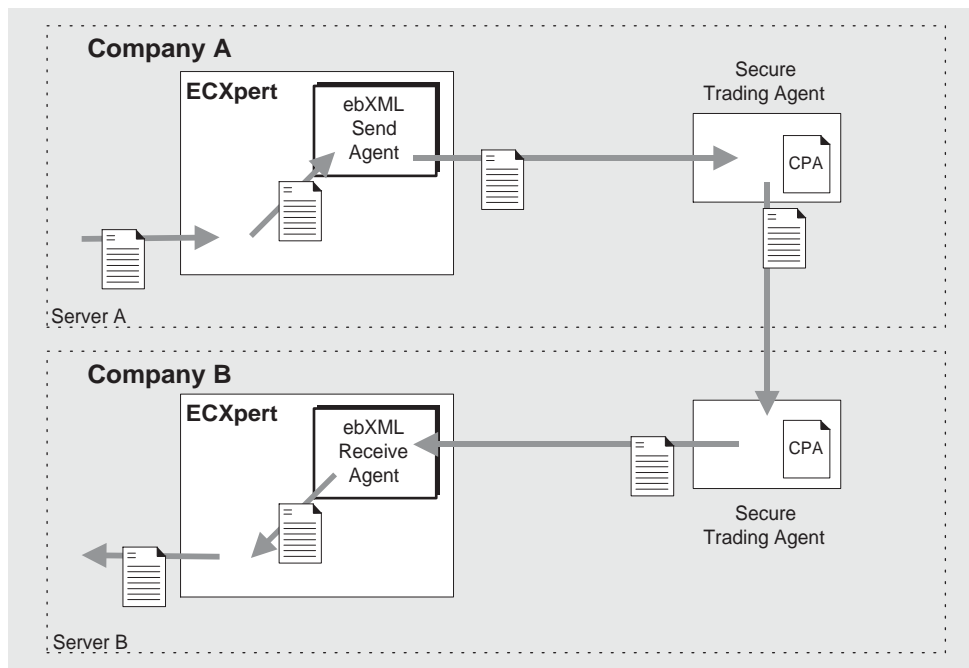 Company A
ECXpert
ebXML
Send
Agent
Secure
Trading Agent
CPA
Server A
Company B
ECXpert
ebXML
Receive
Agent
CPA
Secure
Trading Agent
Server B